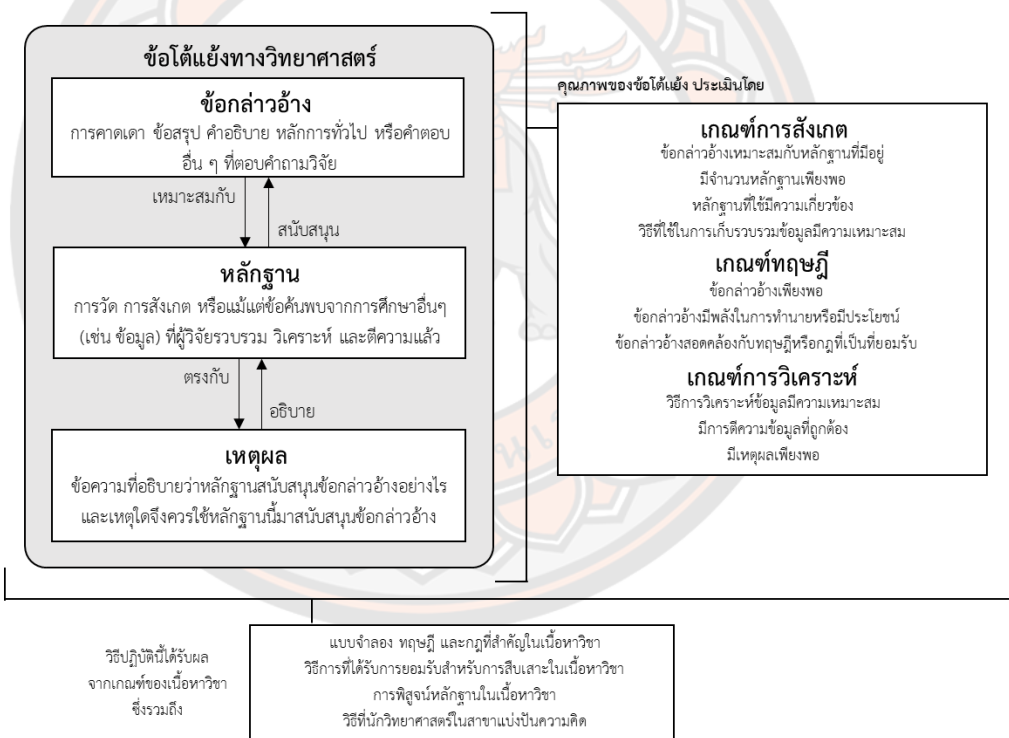 ข้อโต้แย้งทางวิทยาศาสตร์
ข้อกล่าวอ้าง
การคาดเดา ข้อสรุป คำอธิบาย หลักการทั่วไป หรือคำตอบ
อื่น ๆ ที่ตอบคำถามวิจัย
เหมาะสมกับ
สนับสนุน
หลักฐาน
การวัด การสังเกต หรือแม้แต่ข้อค้นพบจากการศึกษาอื่นๆ
(เช่น ข้อมูล) ที่ผู้วิจัยรวบรวม วิเคราะห์ และตีความแล้ว
ตรงกับ
อธิบาย
เหตุผล
ข้อความที่อธิบายว่าหลักฐานสนับสนุนข้อกล่าวอ้างอย่างไร
และเหตุใดจึงควรใช้หลักฐานนี้มาสนับสนุนข้อกล่าวอ้าง
คุณภาพของข้อโต้แย้ง ประเมินโดย
เกณฑ์การสังเกต
ข้อกล่าวอ้างเหมาะสมกับหลักฐานที่มีอยู่
มีจำนวนหลักฐานเพียงพอ
หลักฐานที่ใช้มีความเกี่ยวข้อง
วิธีที่ใช้ในการเก็บรวบรวมข้อมูลมีความเหมาะสม
เกณฑ์ทฤษฎี
ข้อกล่าวอ้างเพียงพอ
ข้อกล่าวอ้างมีพลังในการทำนายหรือมีประโยชน์
ข้อกล่าวอ้างสอดคล้องกับทฤษฎีหรือกฎที่เป็นที่ยอมรับ
เกณฑ์การวิเคราะห์
วิธีการวิเคราะห์ข้อมูลมีความเหมาะสม
มีการตีความข้อมูลที่ถูกต้อง
มีเหตุผลเพียงพอ
วิธีปฏิบัตินี้ได้รับผล
จากเกณฑ์ของเนื้อหาวิชา
ซึ่งรวมถึง
แบบจำลอง ทฤษฎี และกฎที่สำคัญในเนื้อหาวิชา
วิธีการที่ได้รับการยอมรับสำหรับการสืบเสาะในเนื้อหาวิชา
การพิสูจน์หลักฐานในเนื้อหาวิชา
วิธีที่นักวิทยาศาสตร์ในสาขาแบ่งปันความคิด